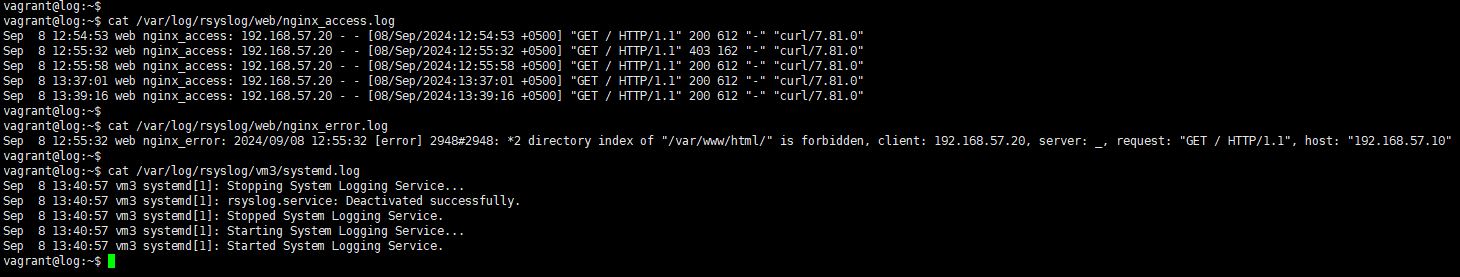 vagrant@log:~$
vagrant@log:~$ cat /var/log/rsyslog/web/nginx_access.log
Sep  8 12:54:53 web nginx_access: 192.168.57.20 - - [08/Sep/2024:12:54:53 +0500] "GET / HTTP/1.1" 200 612 "-" "curl/7.81.0"
Sep  8 12:55:32 web nginx_access: 192.168.57.20 - - [08/Sep/2024:12:55:32 +0500] "GET / HTTP/1.1" 403 162 "-" "curl/7.81.0"
Sep  8 12:55:58 web nginx_access: 192.168.57.20 - - [08/Sep/2024:12:55:58 +0500] "GET / HTTP/1.1" 200 612 "-" "curl/7.81.0"
Sep  8 13:37:01 web nginx_access: 192.168.57.20 - - [08/Sep/2024:13:37:01 +0500] "GET / HTTP/1.1" 200 612 "-" "curl/7.81.0"
Sep  8 13:39:16 web nginx_access: 192.168.57.20 - - [08/Sep/2024:13:39:16 +0500] "GET / HTTP/1.1" 200 612 "-" "curl/7.81.0"
vagrant@log:~$
vagrant@log:~$ cat /var/log/rsyslog/web/nginx_error.log
Sep  8 12:55:32 web nginx_error: 2024/09/08 12:55:32 [error] 2948#2948: *2 directory index of "/var/www/html/" is forbidden, client: 192.168.57.20, server: _, request: "GET / HTTP/1.1", host: "192.168.57.10"
vagrant@log:~$
vagrant@log:~$ cat /var/log/rsyslog/vm3/systemd.log
Sep  8 13:40:57 vm3 systemd[1]: Stopping System Logging Service...
Sep  8 13:40:57 vm3 systemd[1]: rsyslog.service: Deactivated successfully.
Sep  8 13:40:57 vm3 systemd[1]: Stopped System Logging Service.
Sep  8 13:40:57 vm3 systemd[1]: Starting System Logging Service...
Sep  8 13:40:57 vm3 systemd[1]: Started System Logging Service.
vagrant@log:~$